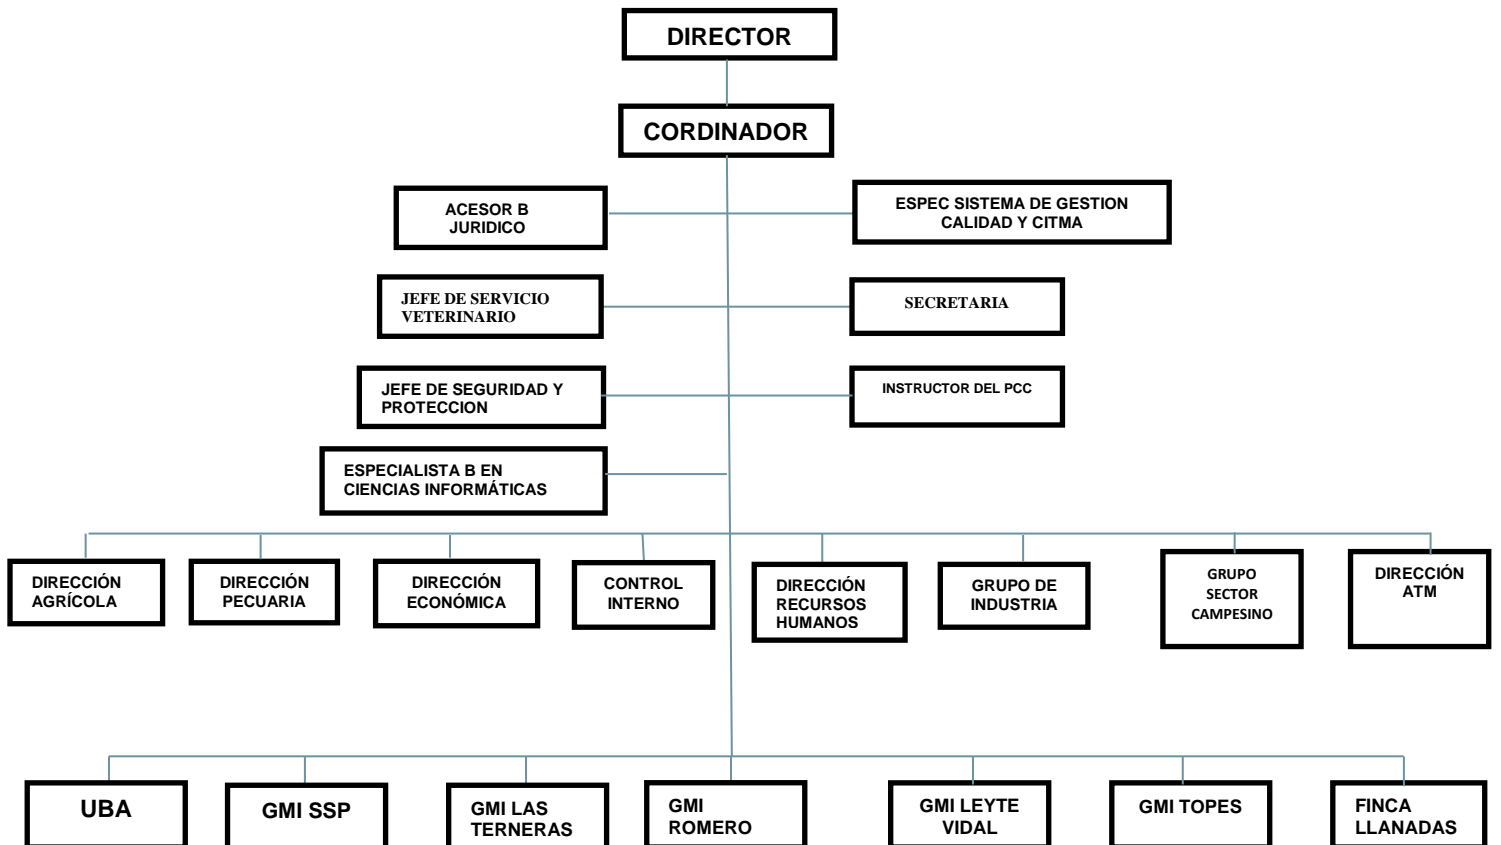 DIRECTOR
CORDINADOR
ACESOR B
JURIDICO
ESPEC SISTEMA DE GESTION
CALIDAD Y CITMA
JEFE DE SERVICIO
VETERINARIO
SECRETARIA
JEFE DE SEGURIDAD Y
PROTECCION
INSTRUCTOR DEL PCC
ESPECIALISTA B EN
CIENCIAS INFORMÁTICAS
DIRECCIÓN
AGRÍCOLA
DIRECCIÓN
PECUARIA
DIRECCIÓN
ECONÓMICA
CONTROL
INTERNO
DIRECCIÓN
RECURSOS
HUMANOS
GRUPO DE
INDUSTRIA
GRUPO
SECTOR
CAMPESINO
DIRECCIÓN
ATM
UBA
GMI SSP
GMI LAS
TERNERAS
GMI
ROMERO
GMI LEYTE
VIDAL
GMI TOPES
FINCA
LLANADAS